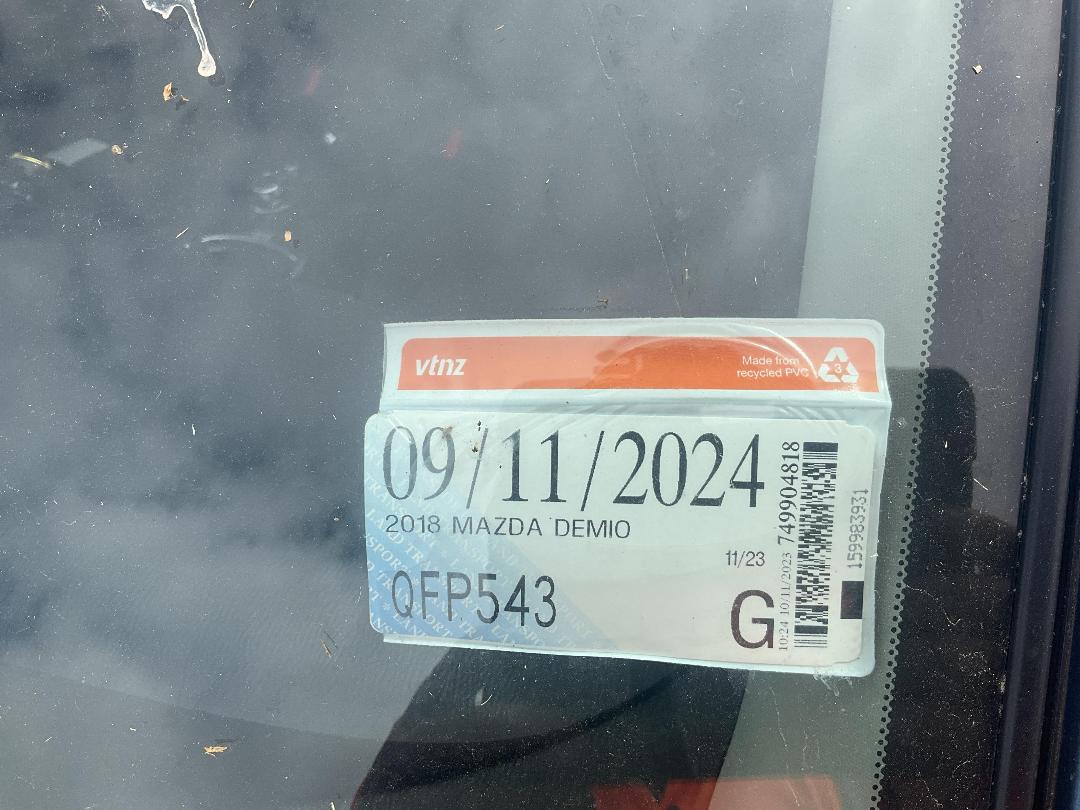 vtnz
Made from
recycled PVC
3
09/11/2024
2018 MAZDA DEMIO
11/23
QFP543
G
10:24 10/11/2023 749904818
159983931